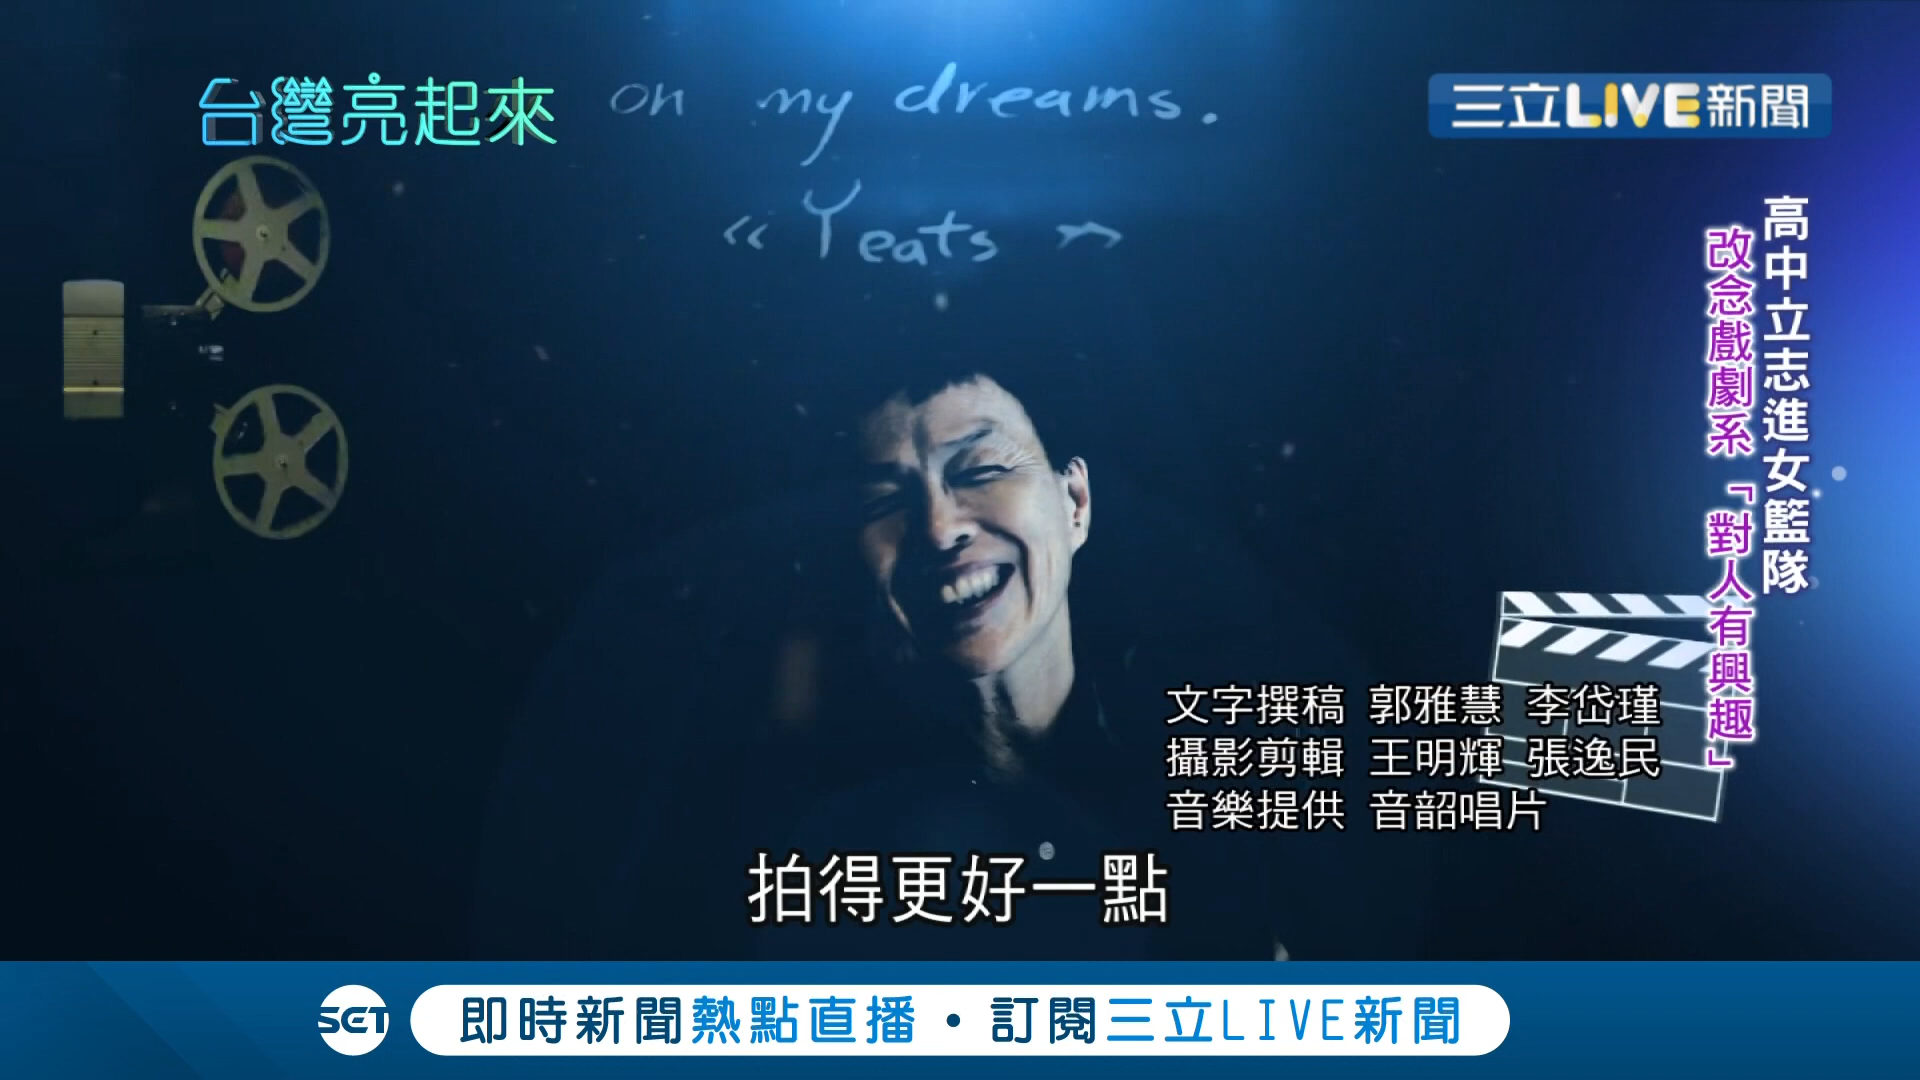 台灣亮起來
on my dreams.
« Yeats »
三立LIVE新聞
高中立志進女籃隊
改念戲劇系「對人有興趣」
文字撰稿 郭雅慧 李岱瑾
攝影剪輯 王明輝 張逸民
音樂提供 音韶唱片
拍得更好一點
SET
即時新聞熱點直播・訂閱三立LIVE新聞